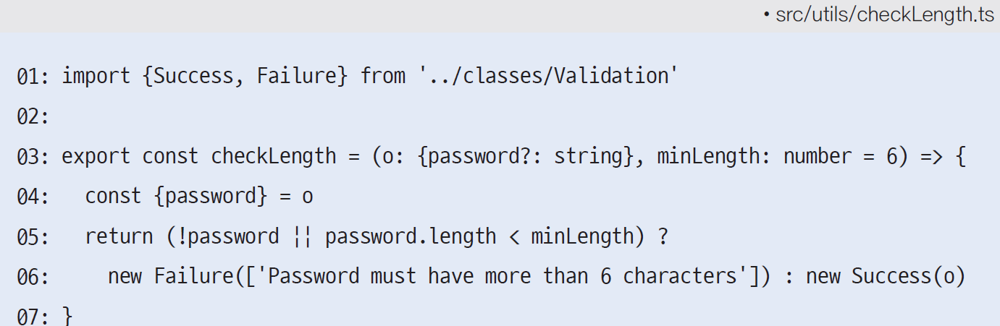 • src/utils/checkLength.ts
01: import {Success, Failure} from '../classes/Validation'
02:
03: export const checkLength = (o: {password?: string}, minLength: number = 6) => {
04:   const {password} = o
05:   return (!password || password.length < minLength) ?
06:     new Failure(['Password must have more than 6 characters']) : new Success(o)
07: }